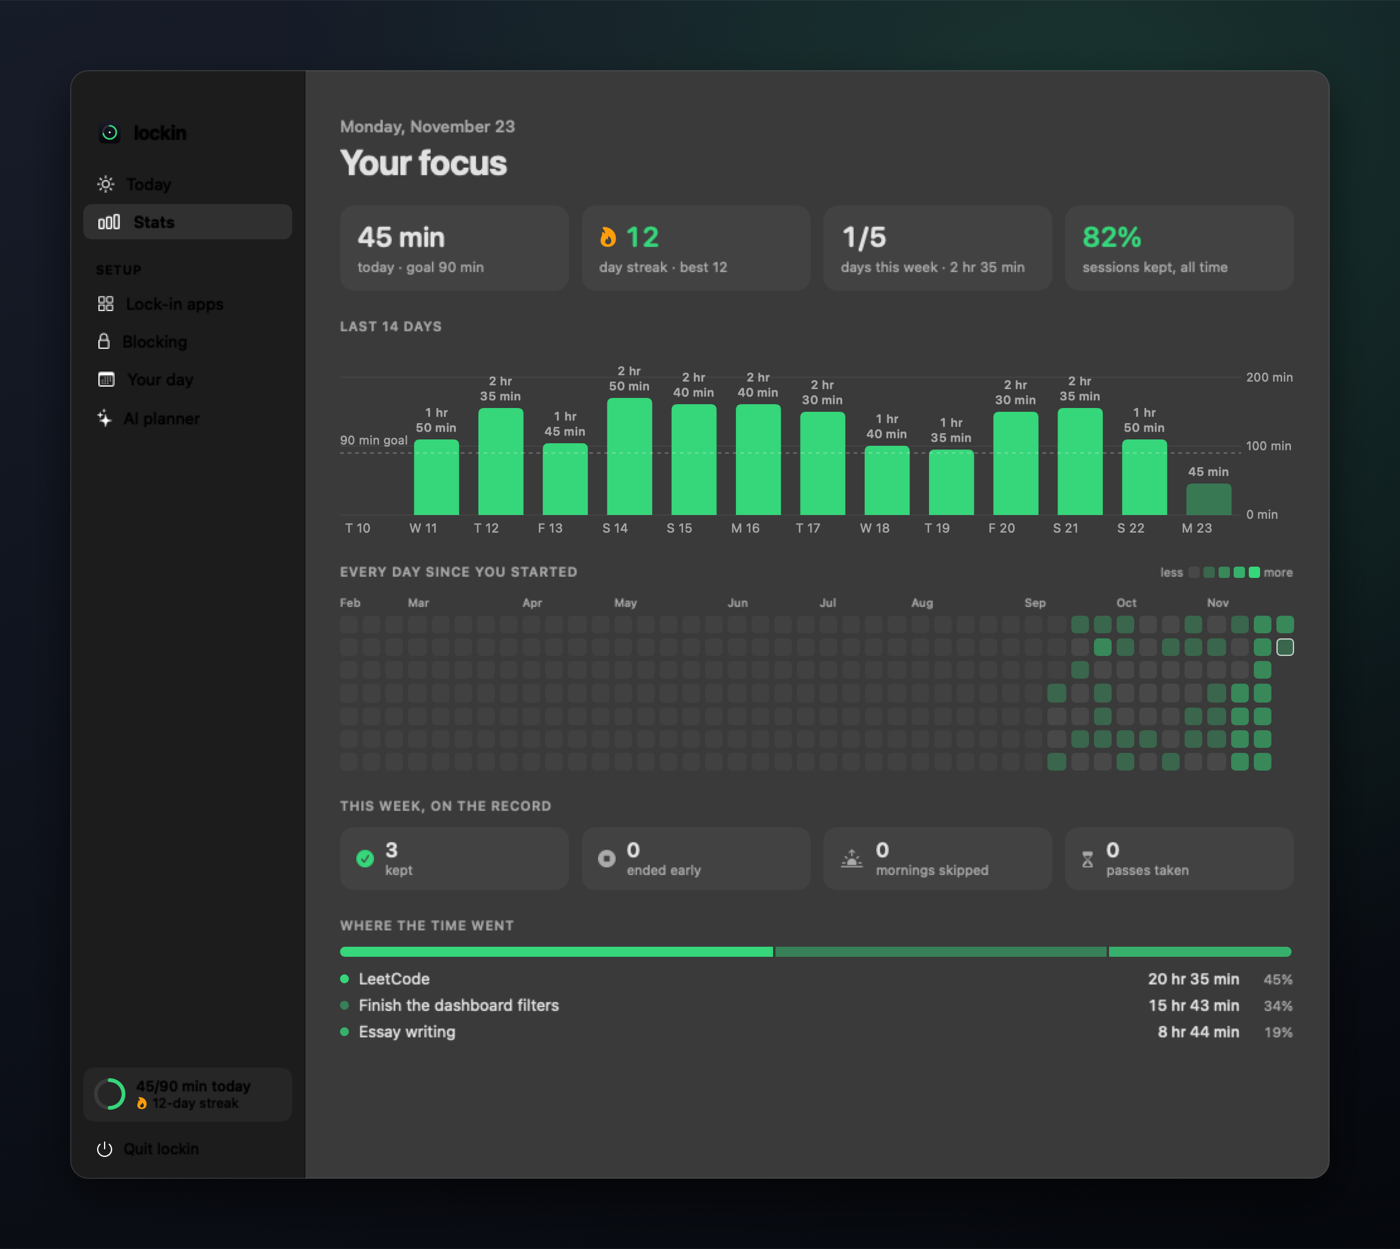 lockin
Today
Stats
SETUP
Lock-in apps
Blocking
Your day
AI planner
45/90 min today
12-day streak
Quit lockin
Monday, November 23
Your focus
45 min
today · goal 90 min
12
day streak · best 12
1/5
days this week · 2 hr 35 min
82%
sessions kept, all time
LAST 14 DAYS
200 min
100 min
0 min
90 min goal
1 hr
50 min
2 hr
35 min
1 hr
45 min
2 hr
50 min
2 hr
40 min
2 hr
40 min
2 hr
30 min
1 hr
40 min
1 hr
35 min
2 hr
30 min
2 hr
35 min
1 hr
50 min
45 min
T 10 W 11 T 12 F 13 S 14 S 15 M 16 T 17 W 18 T 19 F 20 S 21 S 22 M 23
EVERY DAY SINCE YOU STARTED
less more
Feb Mar Apr May Jun Jul Aug Sep Oct Nov
THIS WEEK, ON THE RECORD
3
kept
0
ended early
0
mornings skipped
0
passes taken
WHERE THE TIME WENT
LeetCode 20 hr 35 min 45%
Finish the dashboard filters 15 hr 43 min 34%
Essay writing 8 hr 44 min 19%